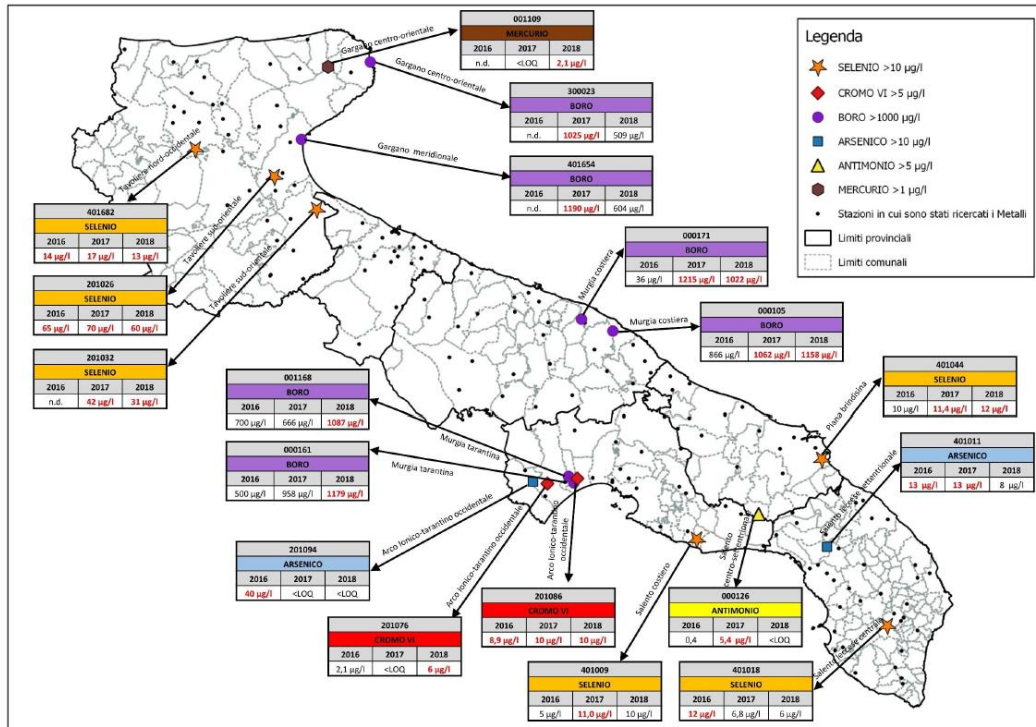 001109
MERCURIO
2016 2017 2018
n.d. <LOQ 2,1 µg/l
Gargano centro-orientale
300023
BORO
2016 2017 2018
n.d. 1025 µg/l 509 µg/l
Gargano centro-orientale
401654
BORO
2016 2017 2018
n.d. 1190 µg/l 604 µg/l
Gargano meridionale
Legenda
SELENIO >10 µg/l
CROMO VI >5 µg/l
BORO >1000 µg/l
ARSENICO >10 µg/l
ANTIMONIO >5 µg/l
MERCURIO >1 µg/l
Stazioni in cui sono stati ricercati i Metalli
Limiti provinciali
Limiti comunali
Tavoliere nord-occidentale
401682
SELENIO
2016 2017 2018
14 µg/l 17 µg/l 13 µg/l
Tavoliere sud-orientale
201026
SELENIO
2016 2017 2018
65 µg/l 70 µg/l 60 µg/l
Tavoliere sud-orientale
201032
SELENIO
2016 2017 2018
n.d. 42 µg/l 31 µg/l
000171
BORO
2016 2017 2018
36 µg/l 1215 µg/l 1022 µg/l
Murgia costiera
000105
BORO
2016 2017 2018
866 µg/l 1062 µg/l 1158 µg/l
Murgia costiera
001168
BORO
2016 2017 2018
700 µg/l 666 µg/l 1087 µg/l
Murgia tarantina
000161
BORO
2016 2017 2018
500 µg/l 958 µg/l 1179 µg/l
Murgia tarantina
401044
SELENIO
2016 2017 2018
10 µg/l 11,4 µg/l 12 µg/l
Piana brindisina
401011
ARSENICO
2016 2017 2018
13 µg/l 13 µg/l 8 µg/l
Salento leccese settentrionale
201094
ARSENICO
2016 2017 2018
40 µg/l <LOQ <LOQ
Arco Ionico-tarantino occidentale
201076
CROMO VI
2016 2017 2018
2,1 µg/l <LOQ 6 µg/l
Arco Ionico-tarantino occidentale
201086
CROMO VI
2016 2017 2018
8,9 µg/l 10 µg/l 10 µg/l
Arco Ionico-tarantino
occidentale
401009
SELENIO
2016 2017 2018
5 µg/l 11,0 µg/l 10 µg/l
Salento costiero
000126
ANTIMONIO
2016 2017 2018
0,4 5,4 µg/l <LOQ
Salento
centro-settentrionale
401018
SELENIO
2016 2017 2018
12 µg/l 6,8 µg/l 6 µg/l
Salento leccese centrale